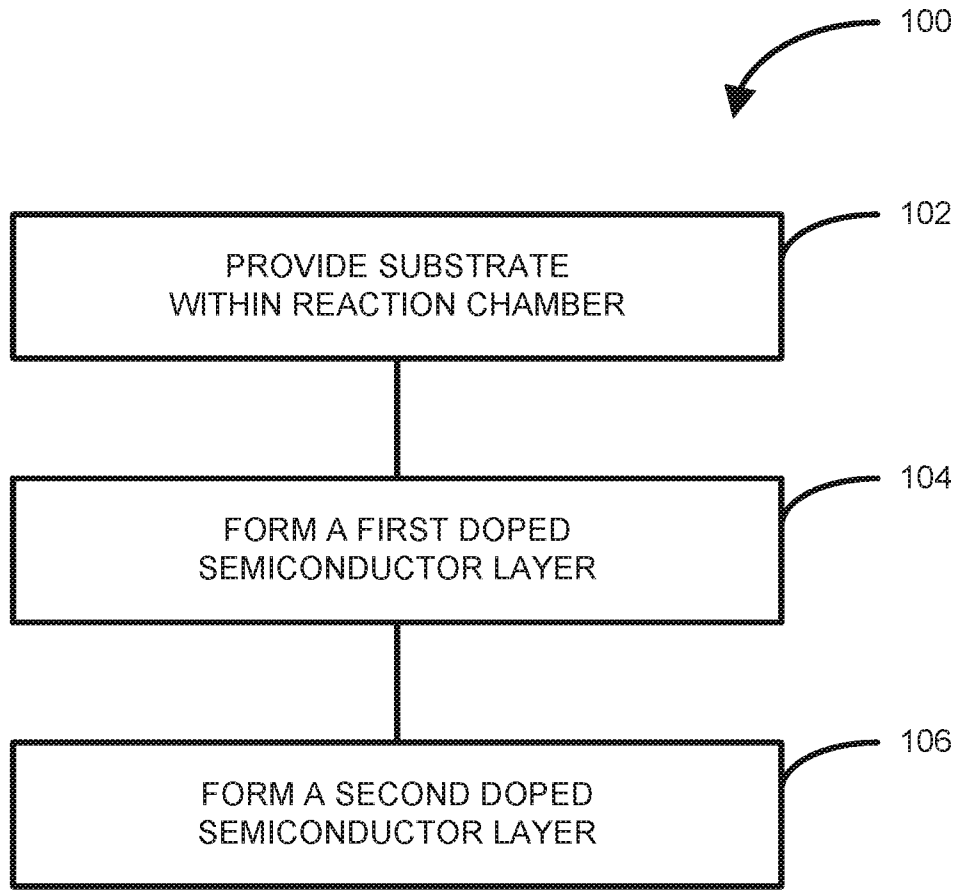 100
102
PROVIDE SUBSTRATE
WITHIN REACTION CHAMBER
104
FORM A FIRST DOPED
SEMICONDUCTOR LAYER
106
FORM A SECOND DOPED
SEMICONDUCTOR LAYER